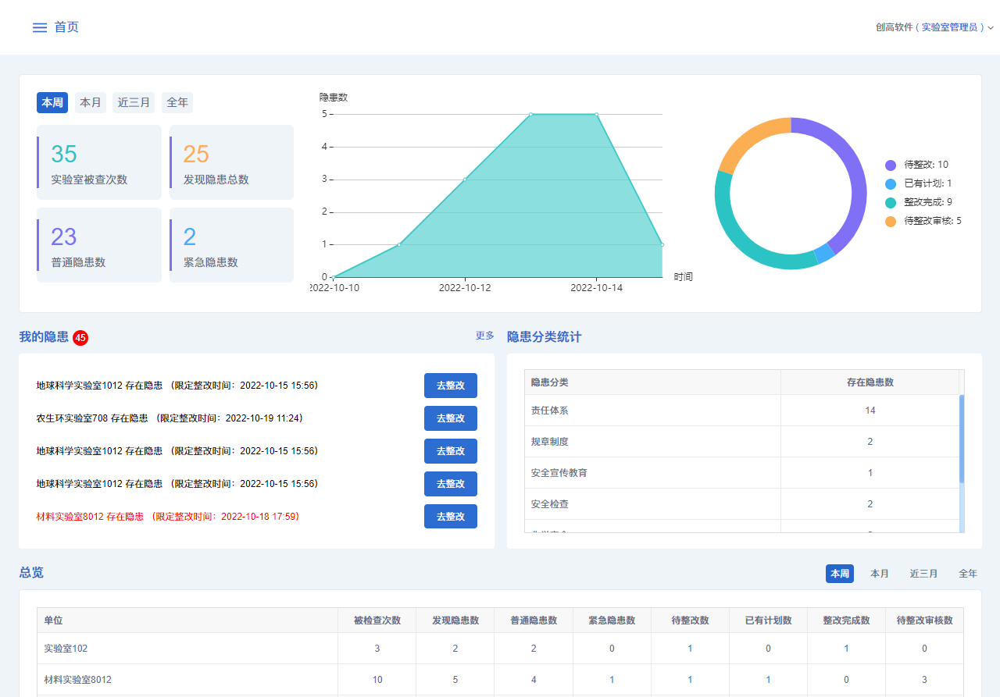 首页
创高软件 ( 实验室管理员 )
本周 本月 近三月 全年
35
实验室被查次数
25
发现隐患总数
23
普通隐患数
2
紧急隐患数
隐患数
5
4
3
2
1
0
2022-10-10 2022-10-12 2022-10-14
时间
待整改: 10
已有计划: 1
整改完成: 9
待整改审核: 5
我的隐患 45 更多
地球科学实验室1012 存在隐患 （限定整改时间：2022-10-15 15:56) 去整改
农生环实验室708 存在隐患 （限定整改时间：2022-10-19 11:24) 去整改
地球科学实验室1012 存在隐患 （限定整改时间：2022-10-15 15:56) 去整改
地球科学实验室1012 存在隐患 （限定整改时间：2022-10-15 15:56) 去整改
材料实验室8012 存在隐患 （限定整改时间：2022-10-18 17:59) 去整改
隐患分类统计
隐患分类 存在隐患数
责任体系 14
规章制度 2
安全宣传教育 1
安全检查 2
总览 本周 本月 近三月 全年
单位 被检查次数 发现隐患数 普通隐患数 紧急隐患数 待整改数 已有计划数 整改完成数 待整改审核数
实验室102 3 2 2 0 1 0 1 0
材料实验室8012 10 5 4 1 1 1 0 3